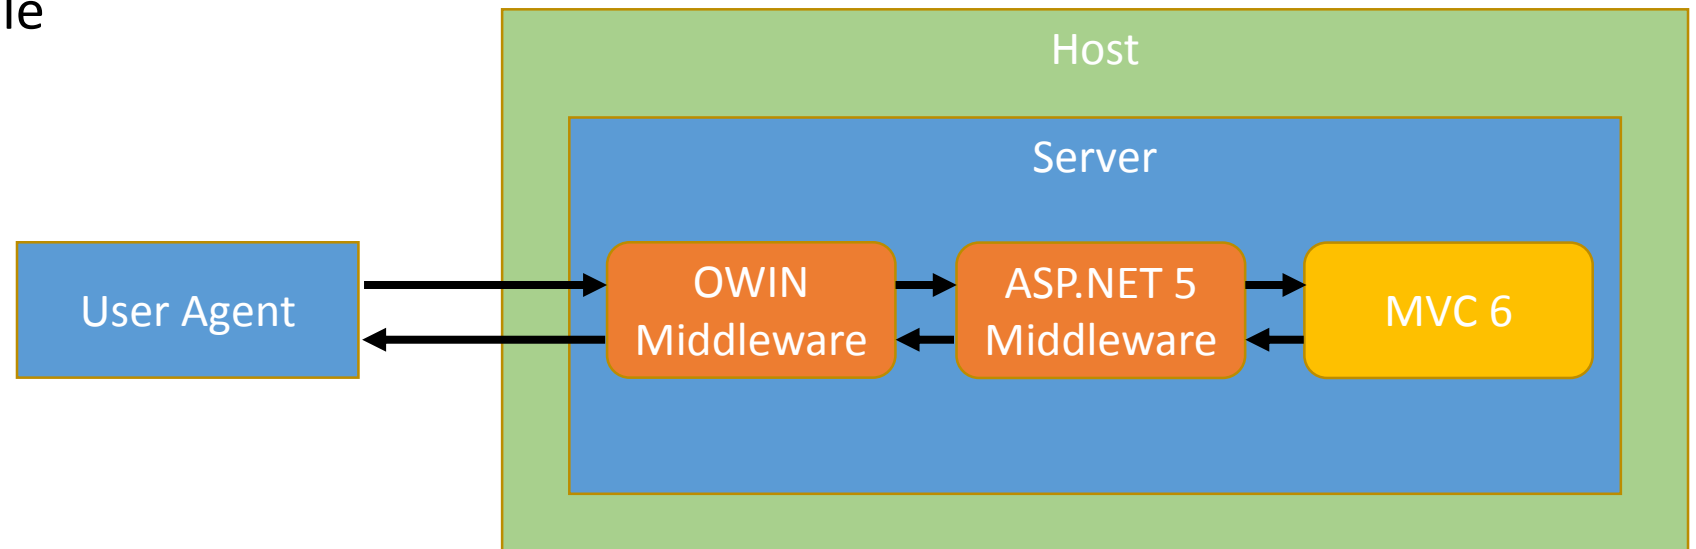 le
Host
Server
User Agent
OWIN
Middleware
ASP.NET 5
Middleware
MVC 6